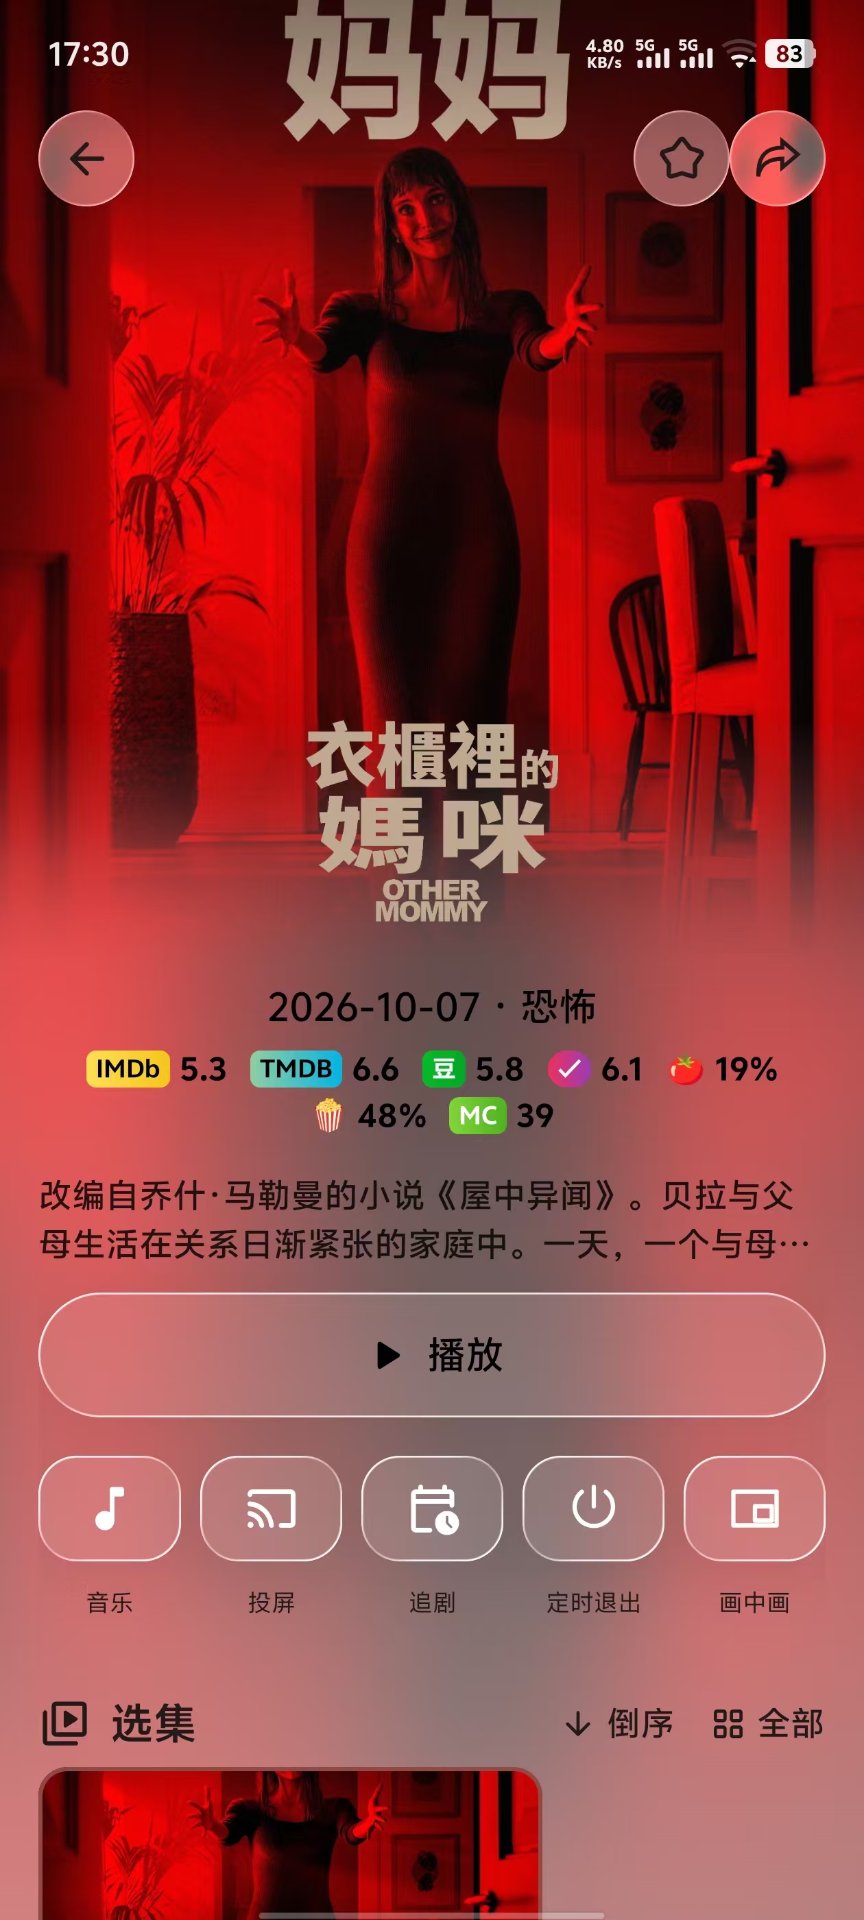 妈妈
17:30
4.80 KB/s 5G 5G 83
衣櫃裡的
媽咪
OTHER
MOMMY
2026-10-07 · 恐怖
IMDb 5.3 TMDB 6.6 豆 5.8 6.1 19%
48% MC 39
改编自乔什·马勒曼的小说《屋中异闻》。贝拉与父
母生活在关系日渐紧张的家庭中。一天，一个与母…
播放
音乐 投屏 追剧 定时退出 画中画
选集 倒序 全部